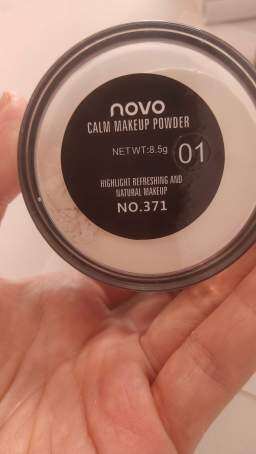 novo
CALM MAKEUP POWDER
NET WT:8.5g 01
HIGHLIGHT REFRESHING AND
NATURAL MAKEUP
NO.371